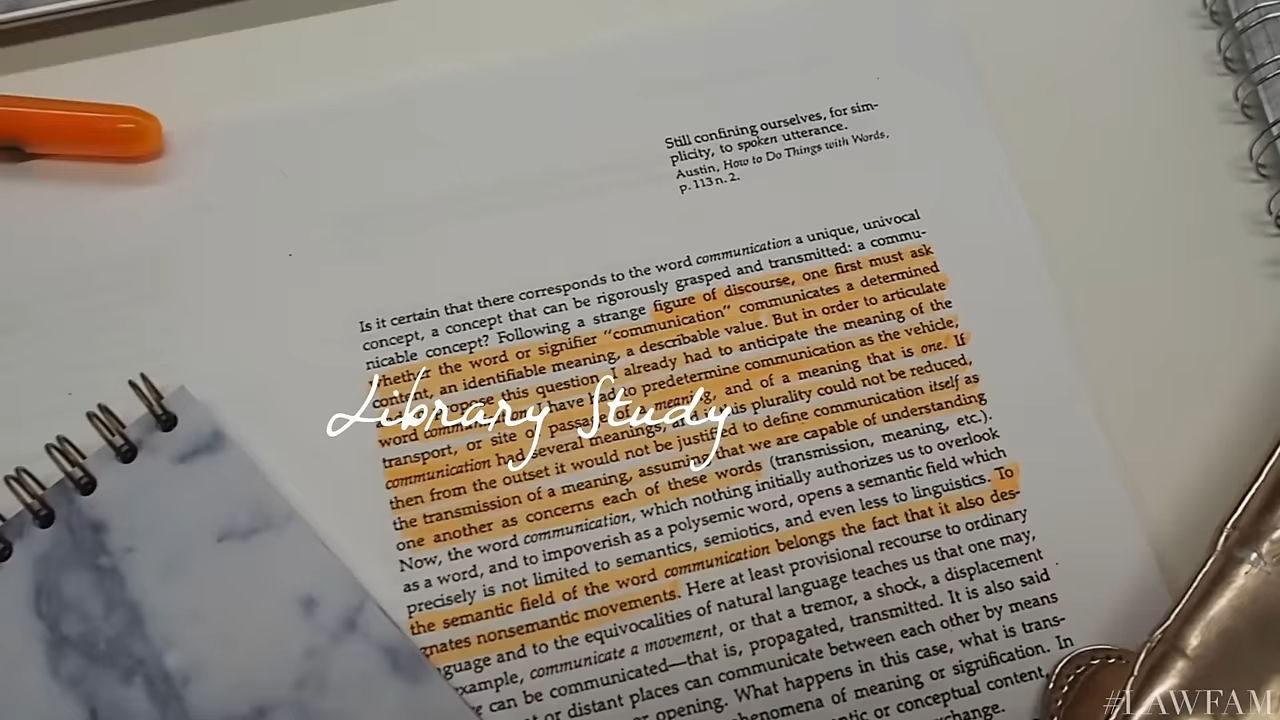 Still confining ourselves, for sim-
plicity, to spoken utterance.
Austin, How to Do Things with Words,
p. 113 n. 2.
Is it certain that there corresponds to the word communication a unique, univocal
concept, a concept that can be rigorously grasped and transmitted: a commu-
nicable concept? Following a strange figure of discourse, one first must ask
whether the word or signifier “communication” communicates a determined
content, an identifiable meaning, a describable value. But in order to articulate
propose this question I already had to anticipate the meaning of the
word I have had to predetermine communication as the vehicle,
transport, or site of passage of a meaning, and of a meaning that is one. If
communication had several meanings, plurality could not be reduced,
then from the outset it would not be justified to define communication itself as
the transmission of a meaning, assuming that we are capable of understanding
one another as concerns each of these words (transmission, meaning, etc.).
Now, the word communication, which nothing initially authorizes us to overlook
as a word, and to impoverish as a polysemic word, opens a semantic field which
precisely is not limited to semantics, semiotics, and even less to linguistics. To
the semantic field of the word communication belongs the fact that it also des-
gnates nonsemantic movements. Here at least provisional recourse to ordinary
guage and to the equivocalities of natural language teaches us that one may,
xample, communicate a movement, or that a tremor, a shock, a displacement
can be communicated—that is, propagated, transmitted. It is also said
t or distant places can communicate between each other by means
or opening. What happens in this case, what is trans-
henomena of meaning or signification. In
ntic or conceptual content,
change.
Library Study
#LAWFAM